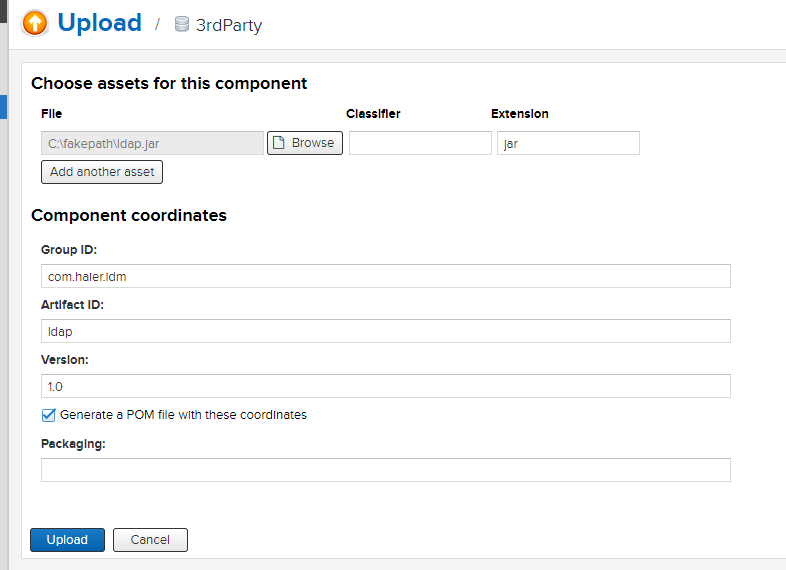 Upload / 3rdParty
Choose assets for this component
File Classifier Extension
C:\fakepath\ldap.jar Browse jar
Add another asset
Component coordinates
Group ID:
com.haier.idm
Artifact ID:
ldap
Version:
1.0
Generate a POM file with these coordinates
Packaging:
Upload Cancel